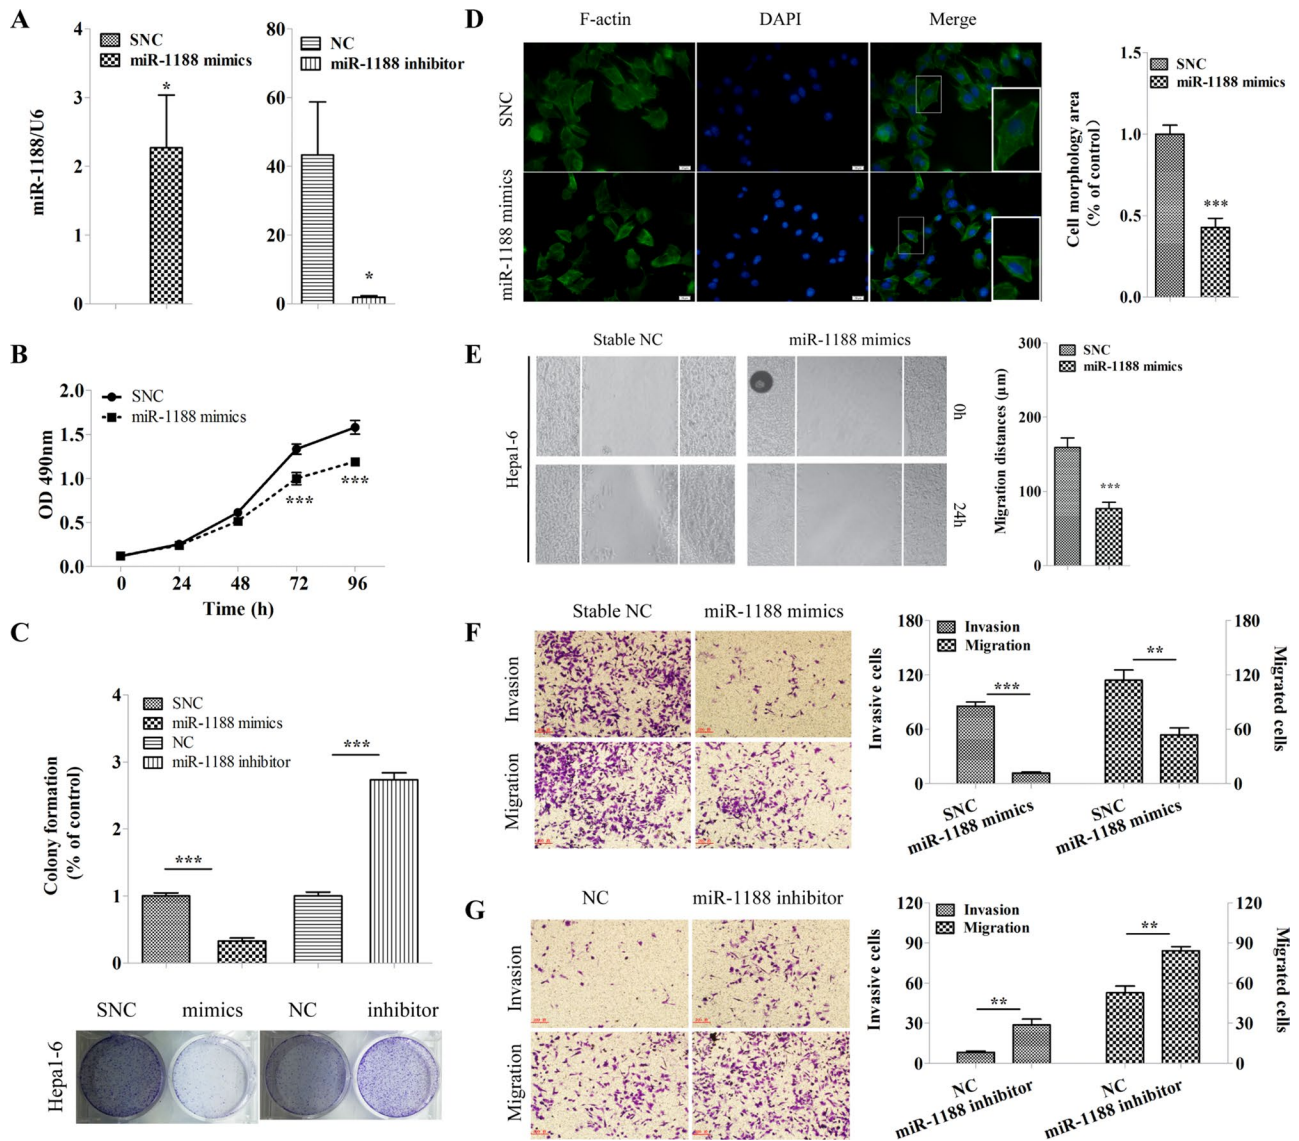 A
miR-1188/U6
4
3
2
1
0
SNC
miR-1188 mimics
*
80
60
40
20
0
NC
miR-1188 inhibitor
*
B
OD 490nm
2.0
1.5
1.0
0.5
0.0
SNC
miR-1188 mimics
***
***
0 24 48 72 96
Time (h)
C
Colony formation
(% of control)
4
3
2
1
0
SNC
miR-1188 mimics
NC
miR-1188 inhibitor
***
***
SNC mimics NC inhibitor
Hepa1-6
D
F-actin DAPI Merge
SNC
miR-1188 mimics
Cell morphology area
(% of control)
1.5
1.0
0.5
0.0
SNC
miR-1188 mimics
***
E
Stable NC miR-1188 mimics
Hepa1-6
0h
24h
Migration distances (µm)
300
200
100
0
SNC
miR-1188 mimics
***
F
Stable NC miR-1188 mimics
Invasion
Migration
Invasive cells
180
120
60
0
Invasion
Migration
***
**
180
120
60
0
Migrated cells
SNC
miR-1188 mimics
SNC
miR-1188 mimics
G
NC miR-1188 inhibitor
Invasion
Migration
Invasive cells
120
90
60
30
0
Invasion
Migration
**
**
120
90
60
30
0
Migrated cells
NC
miR-1188 inhibitor
NC
miR-1188 inhibitor